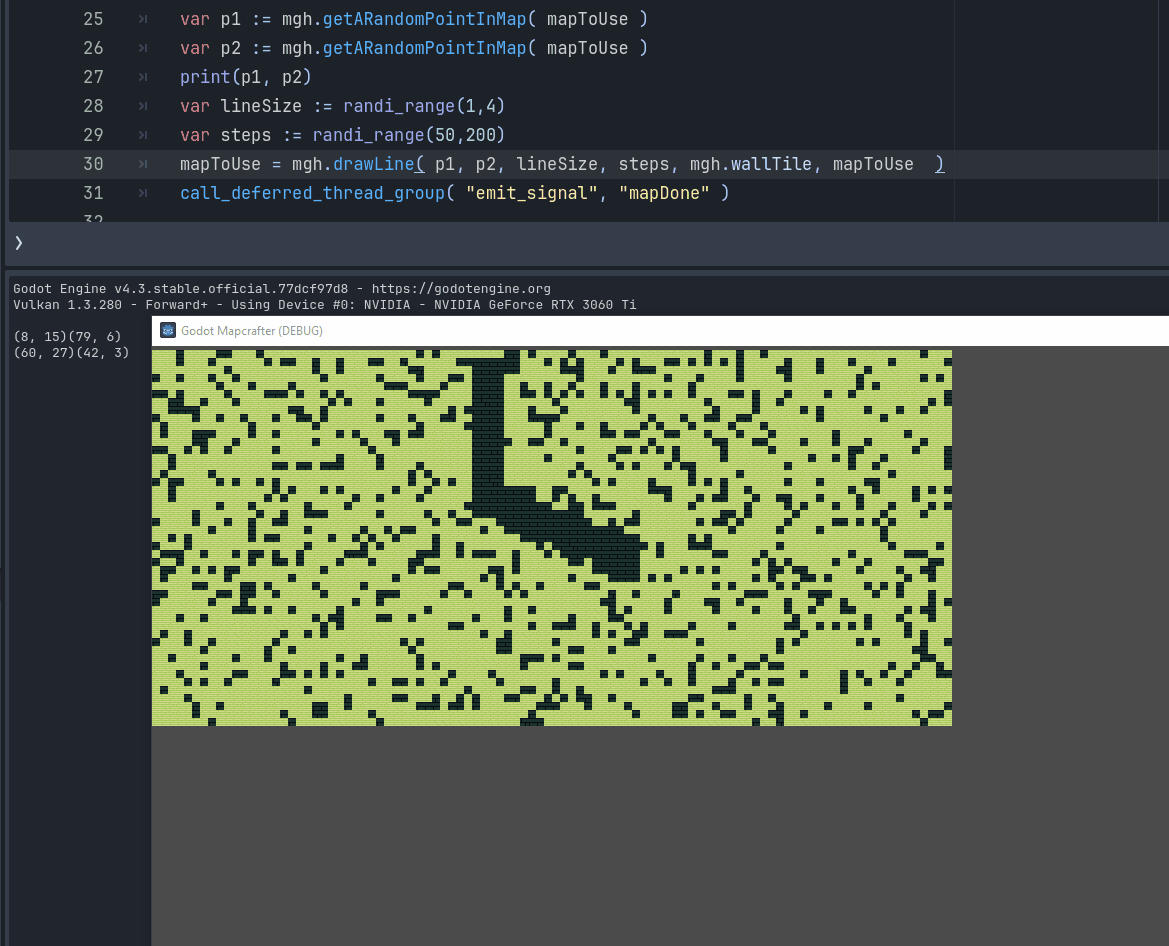 25 var p1 := mgh.getARandomPointInMap( mapToUse )
26 var p2 := mgh.getARandomPointInMap( mapToUse )
27 print(p1, p2)
28 var lineSize := randi_range(1,4)
29 var steps := randi_range(50,200)
30 mapToUse = mgh.drawLine( p1, p2, lineSize, steps, mgh.wallTile, mapToUse  )
31 call_deferred_thread_group( "emit_signal", "mapDone" )
32
Godot Engine v4.3.stable.official.77dcf97d8 - https://godotengine.org
Vulkan 1.3.280 - Forward+ - Using Device #0: NVIDIA - NVIDIA GeForce RTX 3060 Ti
Godot Mapcrafter (DEBUG)
(8, 15)(79, 6)
(60, 27)(42, 3)